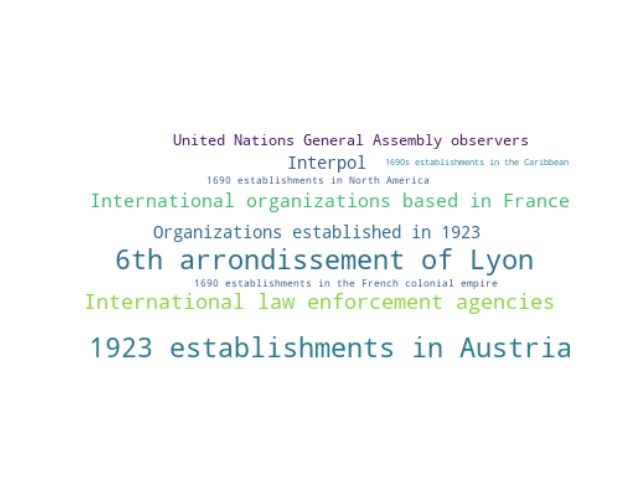 United Nations General Assembly observers
Interpol 1690s establishments in the Caribbean
1690 establishments in North America
International organizations based in France
Organizations established in 1923
6th arrondissement of Lyon
1690 establishments in the French colonial empire
International law enforcement agencies
1923 establishments in Austria